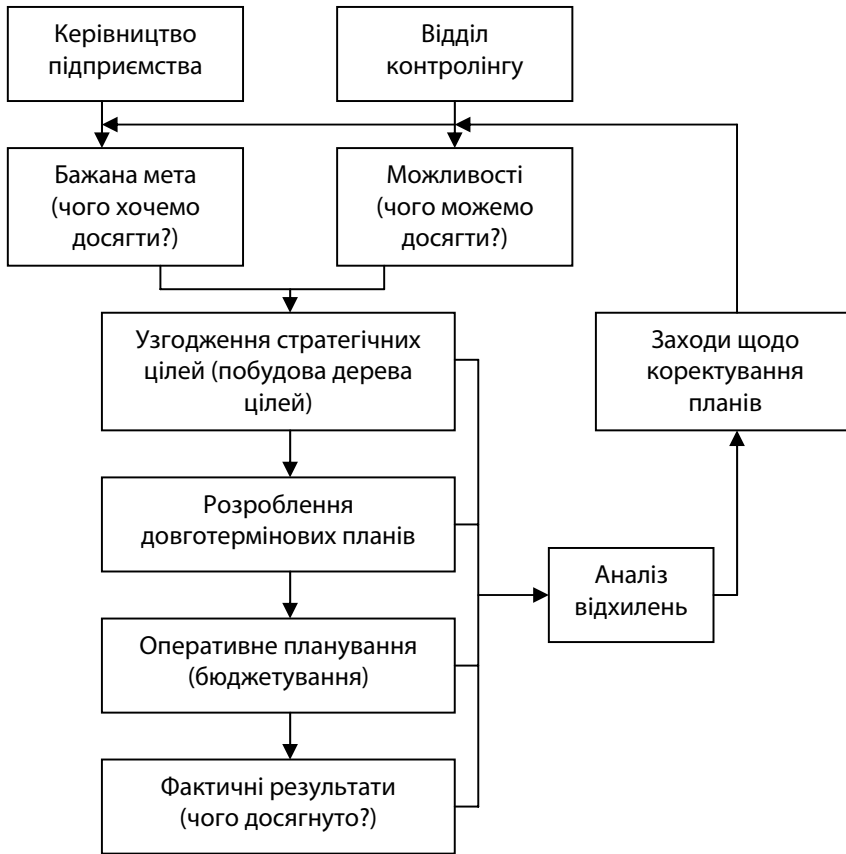 Керівництво
підприємства
Відділ
контролінгу
Бажана мета
(чого хочемо
досягти?)
Можливості
(чого можемо
досягти?)
Узгодження стратегічних
цілей (побудова дерева
цілей)
Заходи щодо
коректування
планів
Розроблення
довготермінових планів
Аналіз
відхилень
Оперативне планування
(бюджетування)
Фактичні результати
(чого досягнуто?)